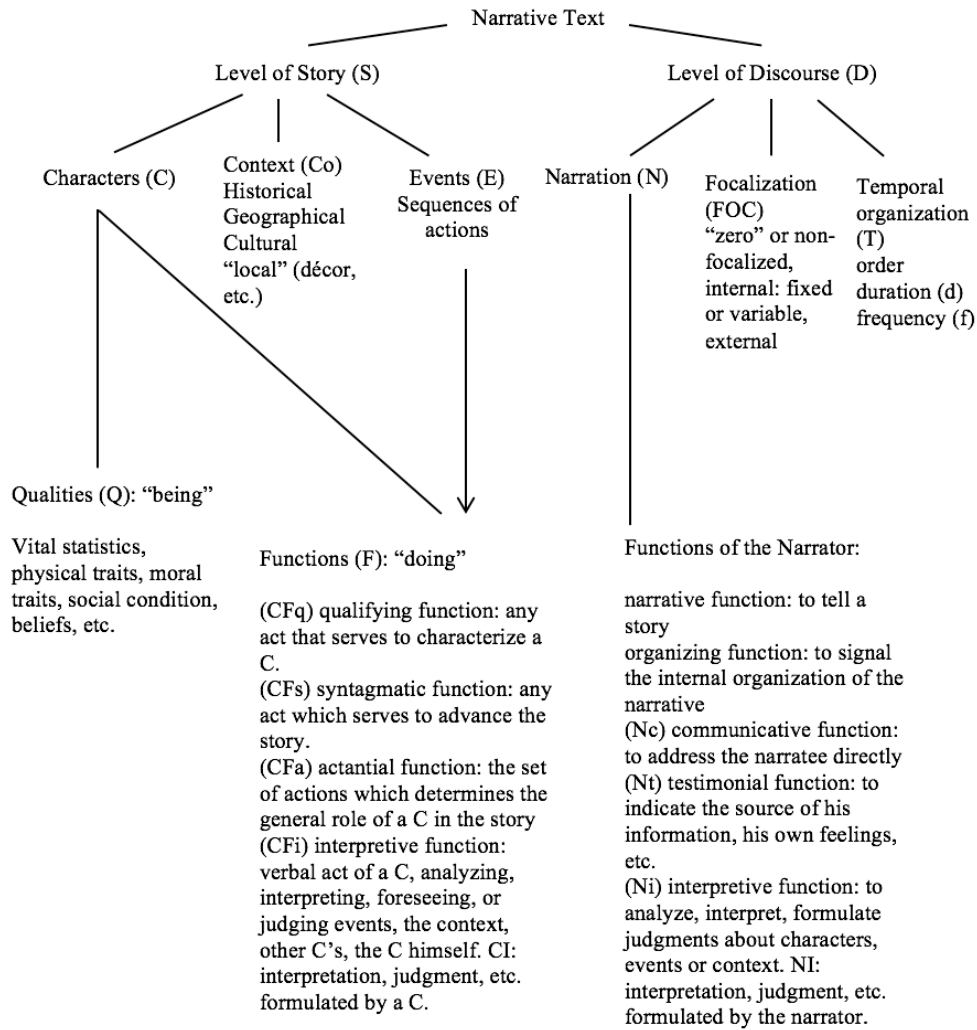 Narrative Text
Level of Story (S)
Level of Discourse (D)
Characters (C)
Context (Co)
Historical
Geographical
Cultural
“local” (décor,
etc.)
Events (E)
Sequences of
actions
Narration (N)
Focalization
(FOC)
“zero” or non-
focalized,
internal: fixed
or variable,
external
Temporal
organization
(T)
order
duration (d)
frequency (f)
Qualities (Q): “being”
Vital statistics,
physical traits, moral
traits, social condition,
beliefs, etc.
Functions (F): “doing”
(CFq) qualifying function: any
act that serves to characterize a
C.
(CFs) syntagmatic function: any
act which serves to advance the
story.
(CFa) actantial function: the set
of actions which determines the
general role of a C in the story
(CFi) interpretive function:
verbal act of a C, analyzing,
interpreting, foreseeing, or
judging events, the context,
other C’s, the C himself. CI:
interpretation, judgment, etc.
formulated by a C.
Functions of the Narrator:
narrative function: to tell a
story
organizing function: to signal
the internal organization of the
narrative
(Nc) communicative function:
to address the narratee directly
(Nt) testimonial function: to
indicate the source of his
information, his own feelings,
etc.
(Ni) interpretive function: to
analyze, interpret, formulate
judgments about characters,
events or context. NI:
interpretation, judgment, etc.
formulated by the narrator.